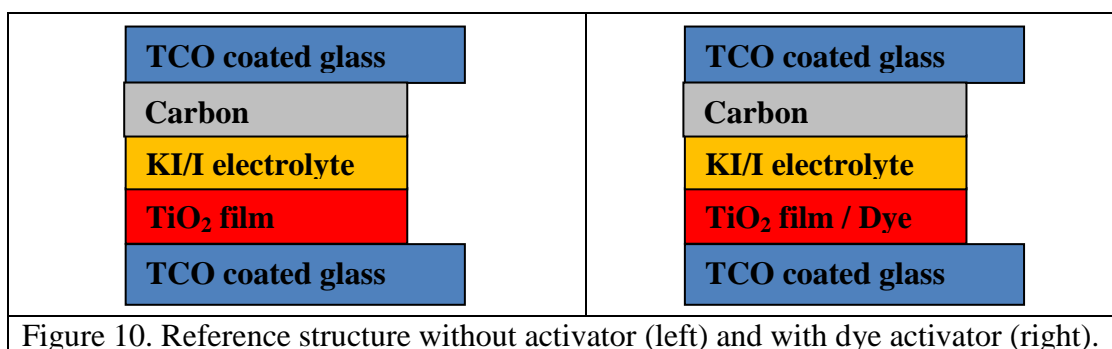 TCO coated glass
Carbon
KI/I electrolyte
TiO₂ film
TCO coated glass
TCO coated glass
Carbon
KI/I electrolyte
TiO₂ film / Dye
TCO coated glass
Figure 10. Reference structure without activator (left) and with dye activator (right).